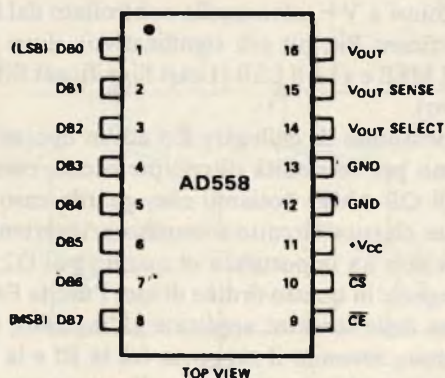 (LSB) DB0 1 16 VOUT
DB1 2 15 VOUT SENSE
DB2 3 14 VOUT SELECT
DB3 4 13 GND
AD558
DB4 5 12 GND
DB5 6 11 +VCC
DB6 7 10 CS
(MSB) DB7 8 9 CE
TOP VIEW